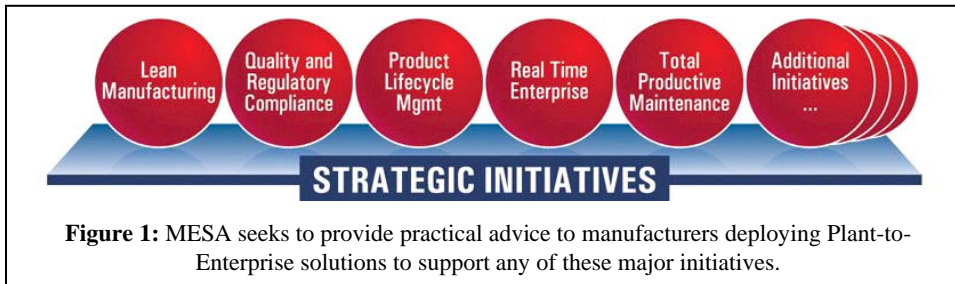 Lean
Manufacturing
Quality and
Regulatory
Compliance
Product
Lifecycle
Mgmt
Real Time
Enterprise
Total
Productive
Maintenance
Additional
Initiatives
...
STRATEGIC INITIATIVES
Figure 1: MESA seeks to provide practical advice to manufacturers deploying Plant-to-
Enterprise solutions to support any of these major initiatives.